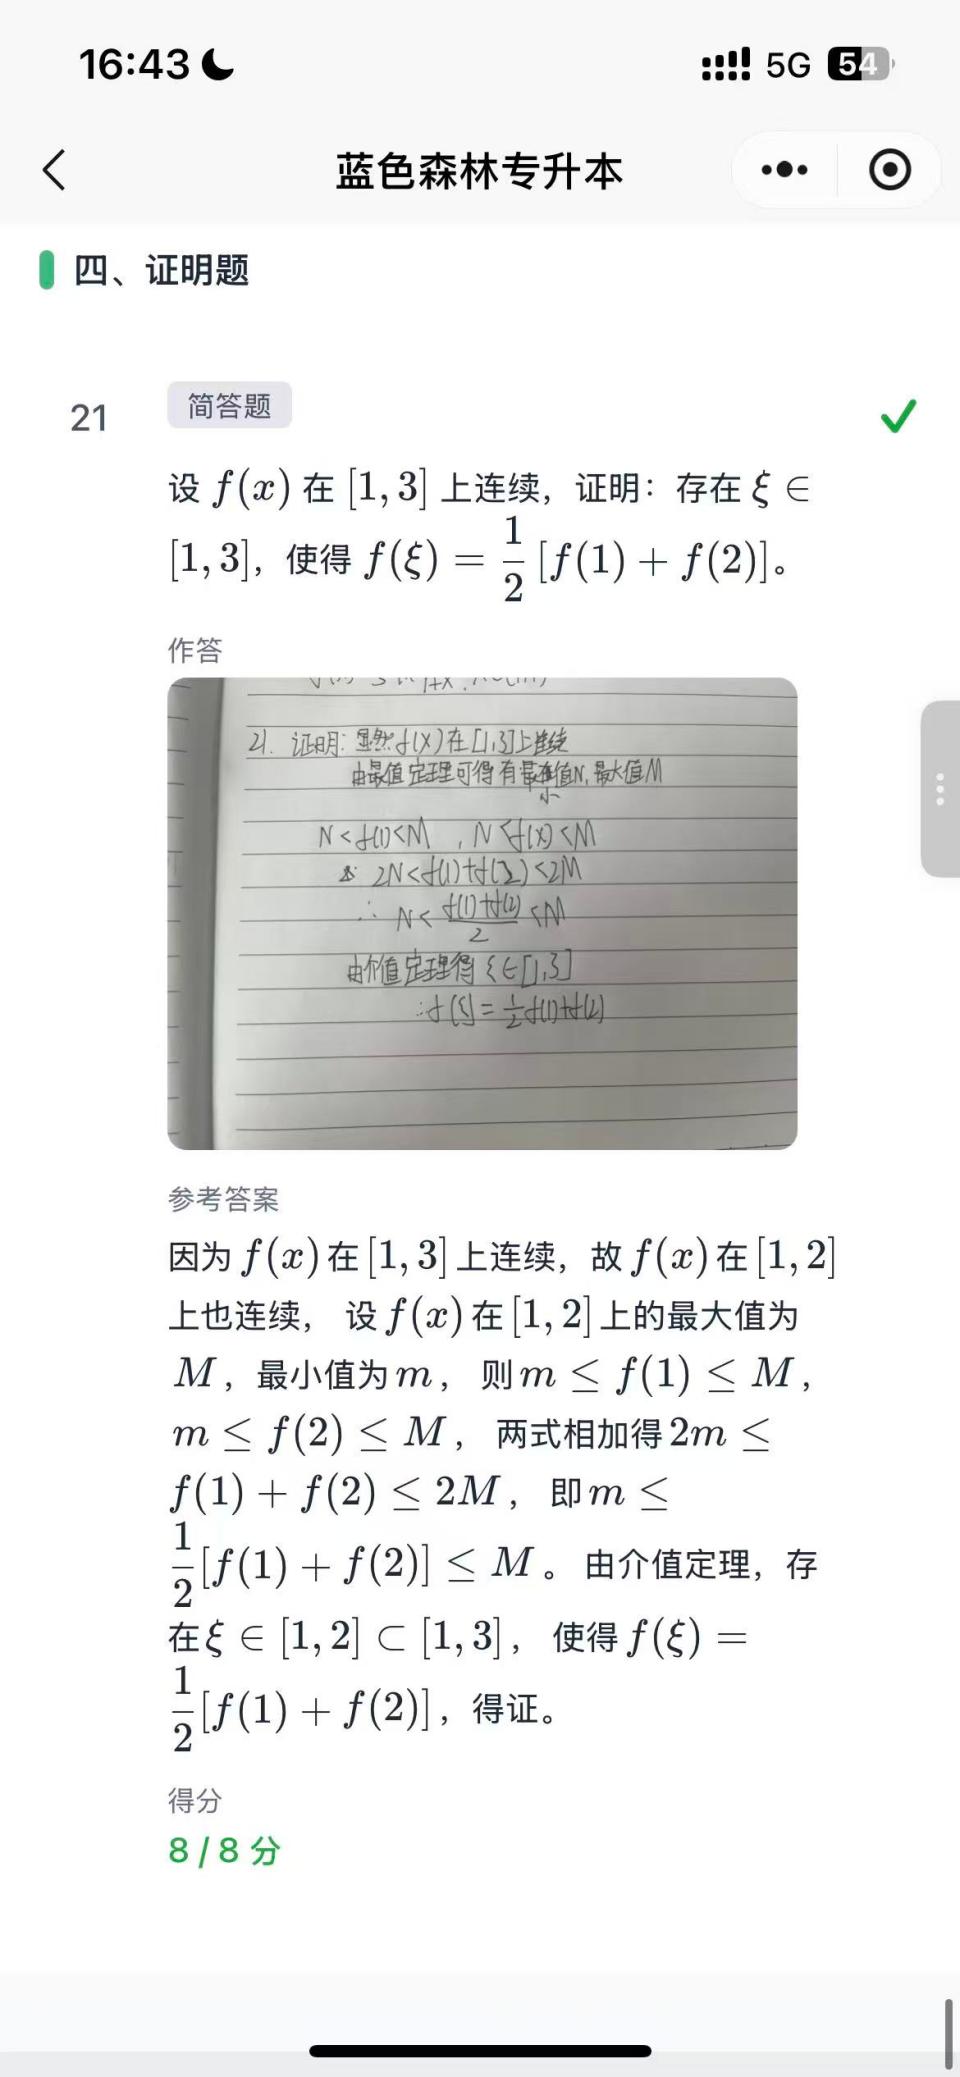 16:43
5G 54
蓝色森林专升本
四、证明题
21 简答题
设 f(x) 在 [1, 3] 上连续，证明：存在 ξ ∈
[1, 3]，使得 f(ξ) = 1/2 [f(1) + f(2)]。
作答
21. 证明: 显然f(x)在[1,3]上连续
由最值定理可得有最小值N,最大值M
N<f(1)<M , N<f(x)<M
2N<f(1)+f(2)<2M
∴ N< f(1)+f(2)/2 <M
由介值定理得 ξ∈[1,3]
∴f(ξ)=1/2 f(1)+f(2)
参考答案
因为 f(x) 在 [1, 3] 上连续，故 f(x) 在 [1, 2]
上也连续， 设 f(x) 在 [1, 2] 上的最大值为
M，最小值为 m， 则 m ≤ f(1) ≤ M，
m ≤ f(2) ≤ M， 两式相加得 2m ≤
f(1) + f(2) ≤ 2M， 即 m ≤
1/2 [f(1) + f(2)] ≤ M。 由介值定理，存
在 ξ ∈ [1, 2] ⊂ [1, 3]， 使得 f(ξ) =
1/2 [f(1) + f(2)]，得证。
得分
8 / 8 分